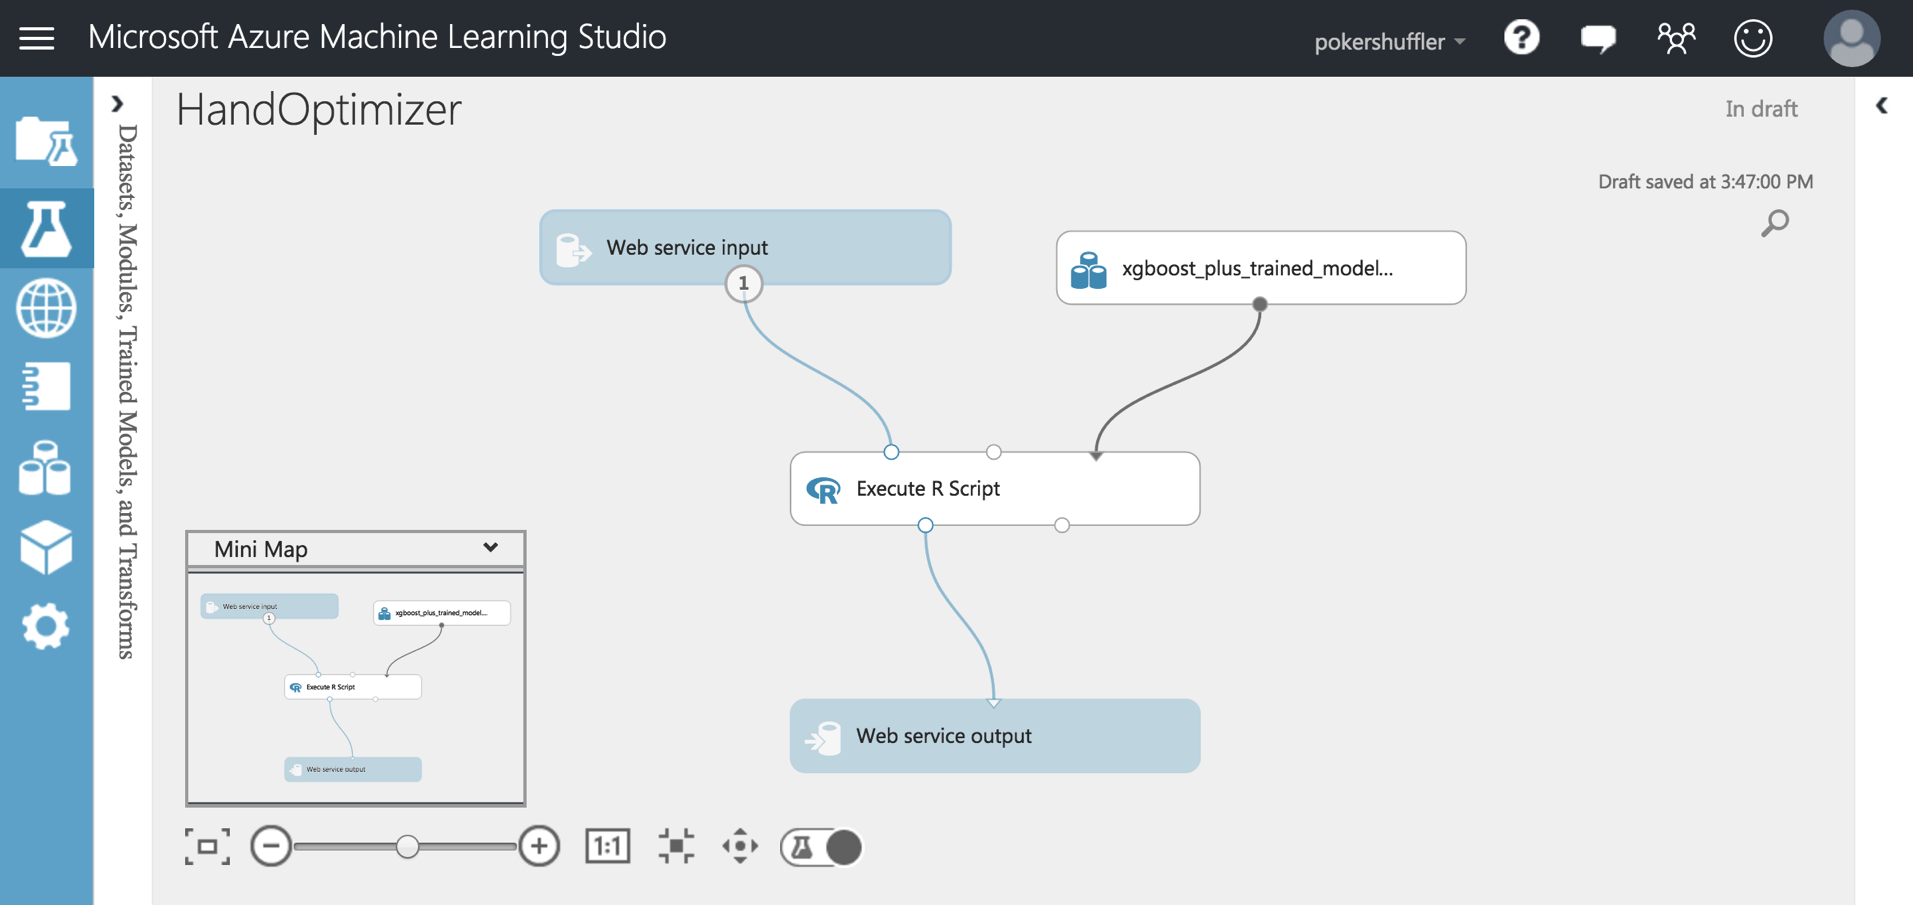 Microsoft Azure Machine Learning Studio
pokershuffler
?
HandOptimizer
In draft
Datasets, Modules, Trained Models, and Transforms
Draft saved at 3:47:00 PM
Web service input
1
xgboost_plus_trained_model...
R Execute R Script
Web service output
Mini Map
Web service input
1
xgboost_plus_trained_model...
R Execute R Script
Web service output
1:1